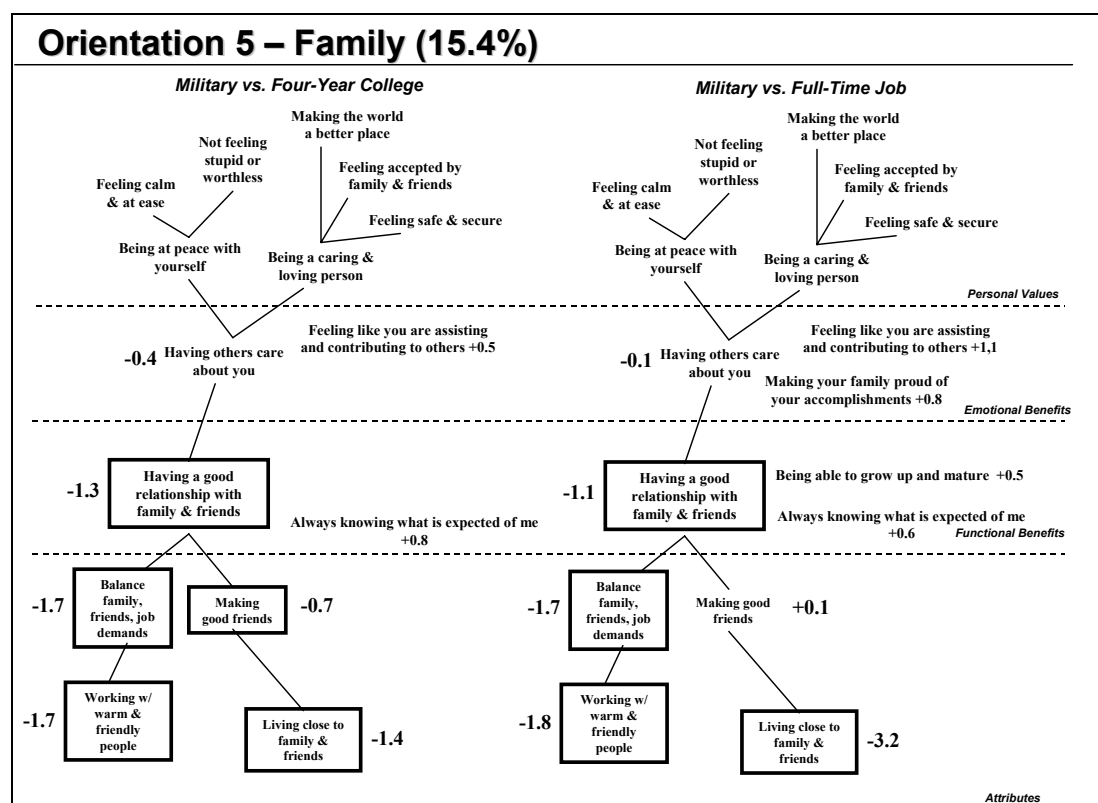 Orientation 5 – Family (15.4%)
Military vs. Four-Year College
Making the world
a better place
Not feeling
stupid or
worthless
Feeling accepted by
family & friends
Feeling calm
& at ease
Feeling safe & secure
Being at peace with
yourself
Being a caring &
loving person
Feeling like you are assisting
and contributing to others +0.5
-0.4
Having others care
about you
-1.3
Having a good
relationship with
family & friends
Always knowing what is expected of me
+0.8
-1.7
Balance
family,
friends, job
demands
Making
good friends
-0.7
-1.7
Working w/
warm &
friendly
people
Living close to
family &
friends
-1.4
Military vs. Full-Time Job
Making the world
a better place
Not feeling
stupid or
worthless
Feeling accepted by
family & friends
Feeling calm
& at ease
Feeling safe & secure
Being at peace with
yourself
Being a caring &
loving person
Personal Values
Feeling like you are assisting
and contributing to others +1,1
-0.1
Having others care
about you
Making your family proud of
your accomplishments +0.8
Emotional Benefits
-1.1
Having a good
relationship with
family & friends
Being able to grow up and mature +0.5
Always knowing what is expected of me
+0.6
Functional Benefits
-1.7
Balance
family,
friends, job
demands
Making good
friends
+0.1
-1.8
Working w/
warm &
friendly
people
Living close to
family &
friends
-3.2
Attributes